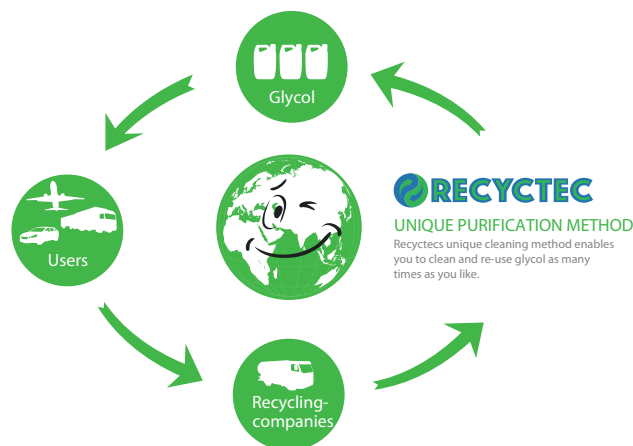 Glycol
RECYCTEC
UNIQUE PURIFICATION METHOD
Recyctecs unique cleaning method enables
you to clean and re-use glycol as many
times as you like.
Users
Recycling-
companies